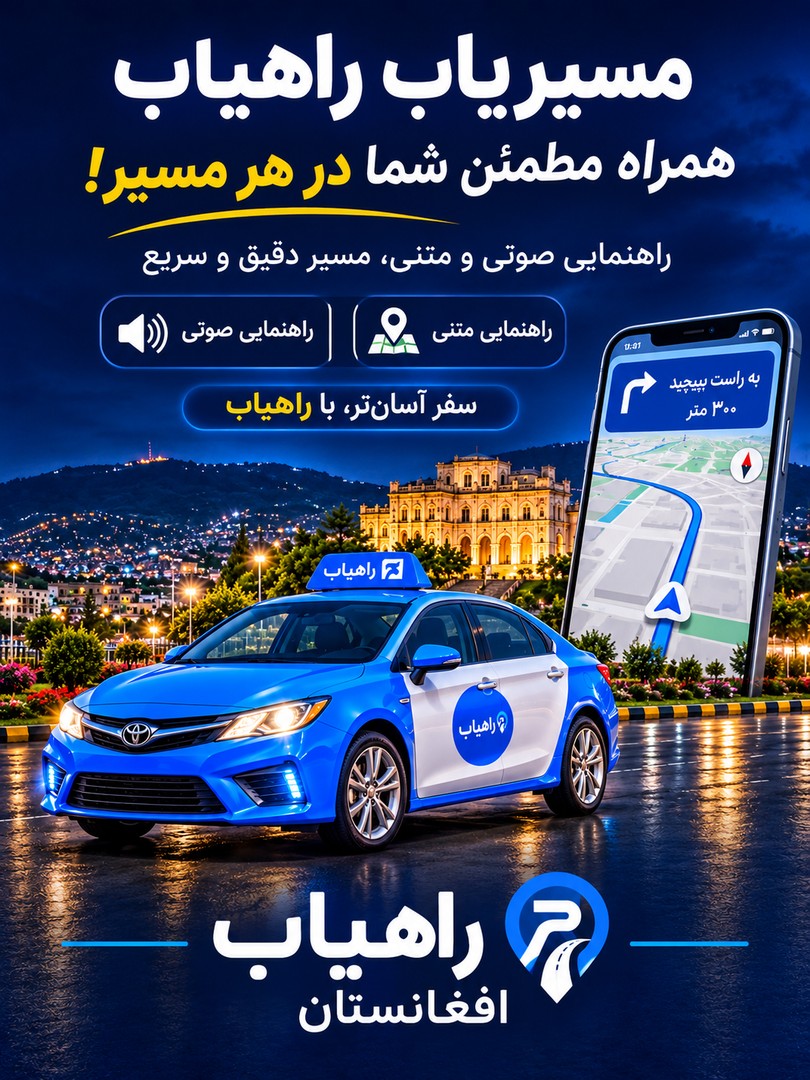 مسیریاب راهیاب
همراه مطمئن شما در هر مسیر!
راهنمایی صوتی و متنی، مسیر دقیق و سریع
راهنمایی متنی
راهنمایی صوتی
سفر آسان‌تر، با راهیاب
به راست بپیچید
۳۰۰ متر
راهیاب
راهیاب
راهیاب
افغانستان